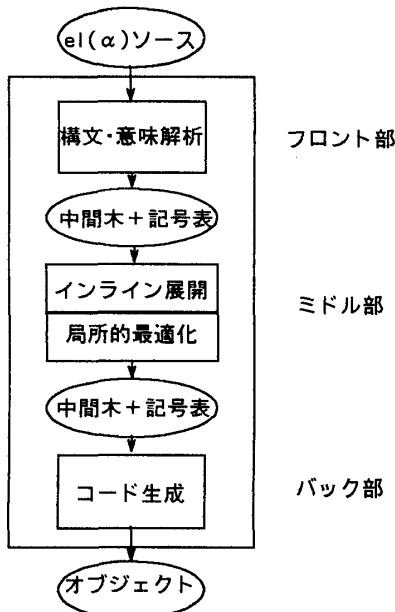 el(α)ソース
構文・意味解析
フロント部
中間木＋記号表
インライン展開
ミドル部
局所的最適化
中間木＋記号表
コード生成
バック部
オブジェクト